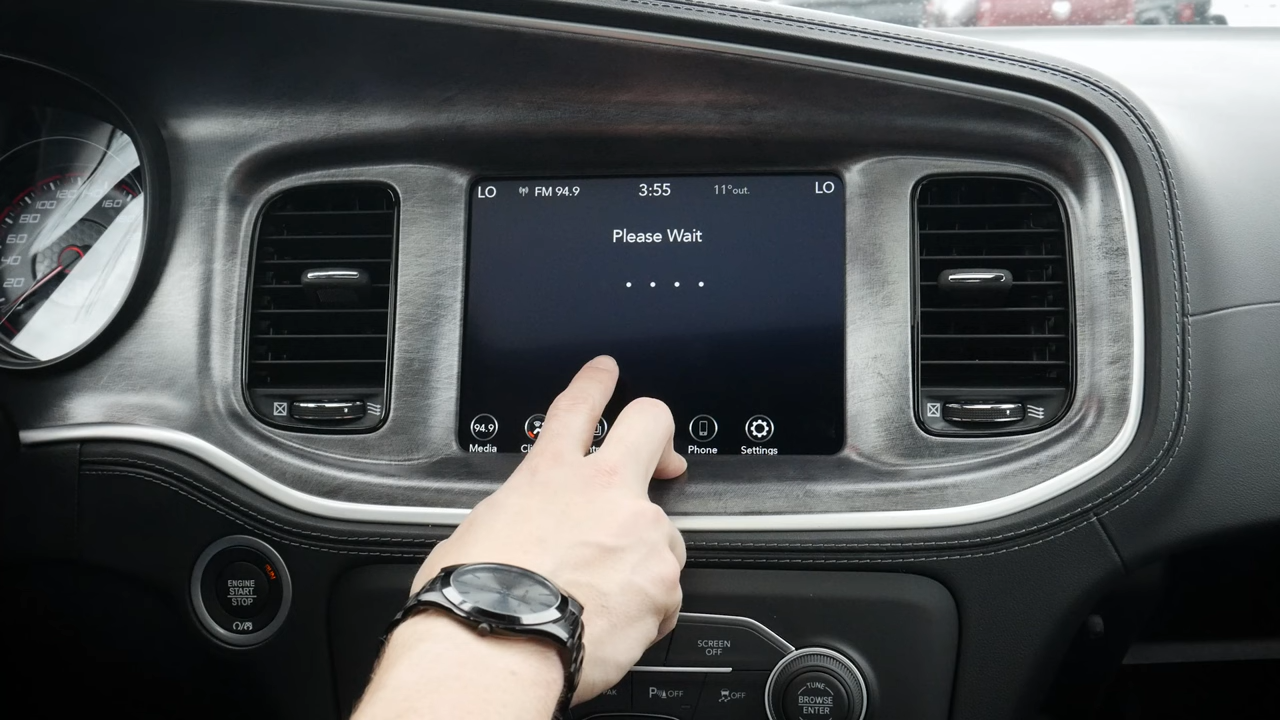 LO FM 94.9 3:55 11°out. LO
Please Wait
94.9
Media
Phone
Settings
120
100
160
80
60
40
20
ENGINE
START
STOP
SCREEN
OFF
P OFF
OFF
TUNE
BROWSE
ENTER